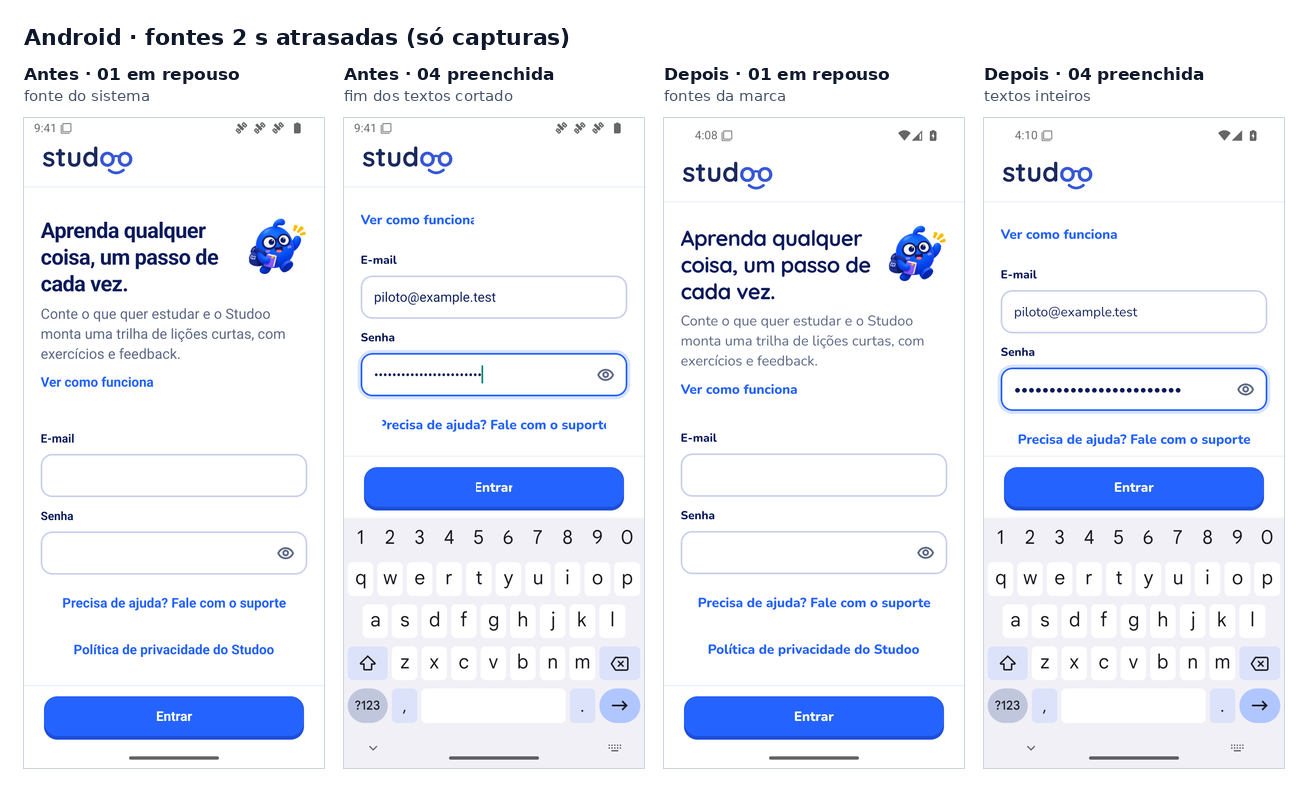 Android · fontes 2 s atrasadas (só capturas)
Antes · 01 em repouso
fonte do sistema
9:41
studoo
Aprenda qualquer
coisa, um passo de
cada vez.
Conte o que quer estudar e o Studoo
monta uma trilha de lições curtas, com
exercícios e feedback.
Ver como funciona
E-mail
Senha
Precisa de ajuda? Fale com o suporte
Política de privacidade do Studoo
Entrar
Antes · 04 preenchida
fim dos textos cortado
9:41
studoo
Ver como funciona
E-mail
piloto@example.test
Senha
••••••••••••••••••••••••
Precisa de ajuda? Fale com o suporte
Entrar
1 2 3 4 5 6 7 8 9 0
q w e r t y u i o p
a s d f g h j k l
z x c v b n m
?123 , .
Depois · 01 em repouso
fontes da marca
4:08
studoo
Aprenda qualquer
coisa, um passo de
cada vez.
Conte o que quer estudar e o Studoo
monta uma trilha de lições curtas, com
exercícios e feedback.
Ver como funciona
E-mail
Senha
Precisa de ajuda? Fale com o suporte
Política de privacidade do Studoo
Entrar
Depois · 04 preenchida
textos inteiros
4:10
studoo
Ver como funciona
E-mail
piloto@example.test
Senha
••••••••••••••••••••••••
Precisa de ajuda? Fale com o suporte
Entrar
1 2 3 4 5 6 7 8 9 0
q w e r t y u i o p
a s d f g h j k l
z x c v b n m
?123 , .